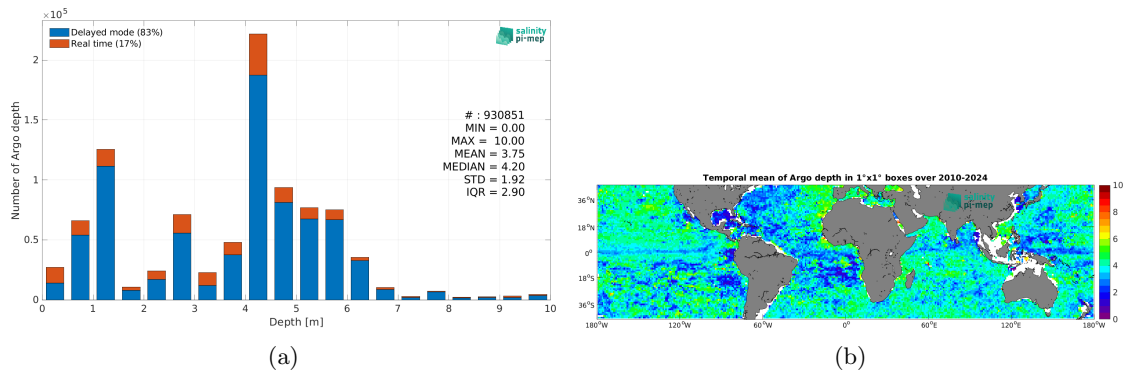 ×10⁵
Delayed mode (83%)
Real time (17%)
salinity
pi-mep
2
1.5
1
0.5
0
Number of Argo depth
# : 930851
MIN = 0.00
MAX = 10.00
MEAN = 3.75
MEDIAN = 4.20
STD = 1.92
IQR = 2.90
0 1 2 3 4 5 6 7 8 9 10
Depth [m]
(a)
Temporal mean of Argo depth in 1°x1° boxes over 2010-2024
salinity
pi-mep
36°N
18°N
0°
18°S
36°S
180°W 120°W 60°W 0° 60°E 120°E 180°W
10
8
6
4
2
0
(b)